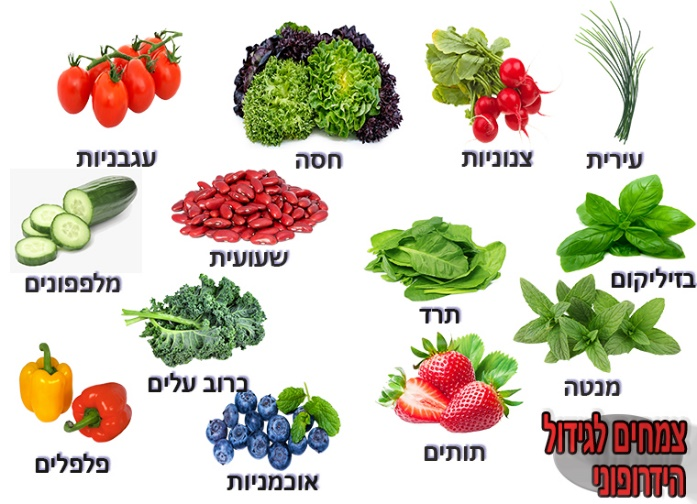 עגבניות
חסה
צנוניות
עירית
מלפפונים
שעועית
תרד
בזיליקום
כרוב עלים
מנטה
פלפלים
אוכמניות
תותים
צמחים לגידול
הידרופוני